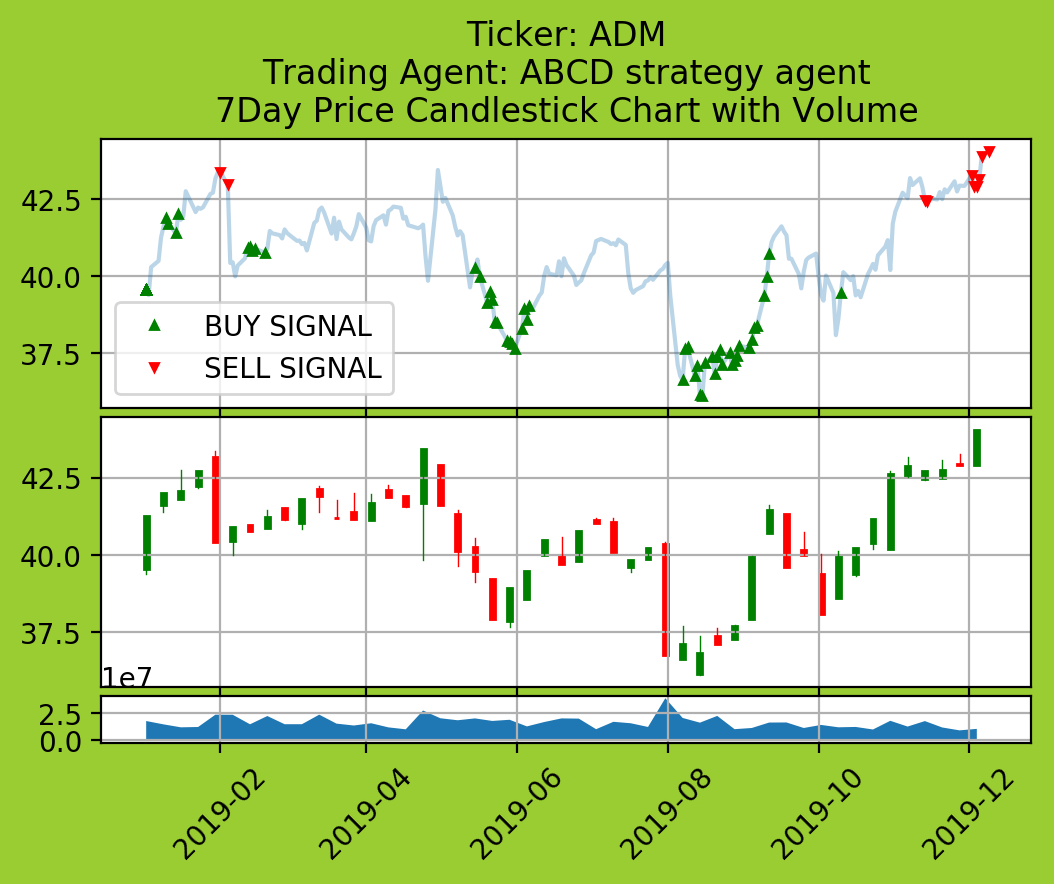 Ticker: ADM
Trading Agent: ABCD strategy agent
7Day Price Candlestick Chart with Volume
42.5
40.0
37.5
BUY SIGNAL
SELL SIGNAL
42.5
40.0
37.5
1e7
2.5
0.0
2019-02
2019-04
2019-06
2019-08
2019-10
2019-12